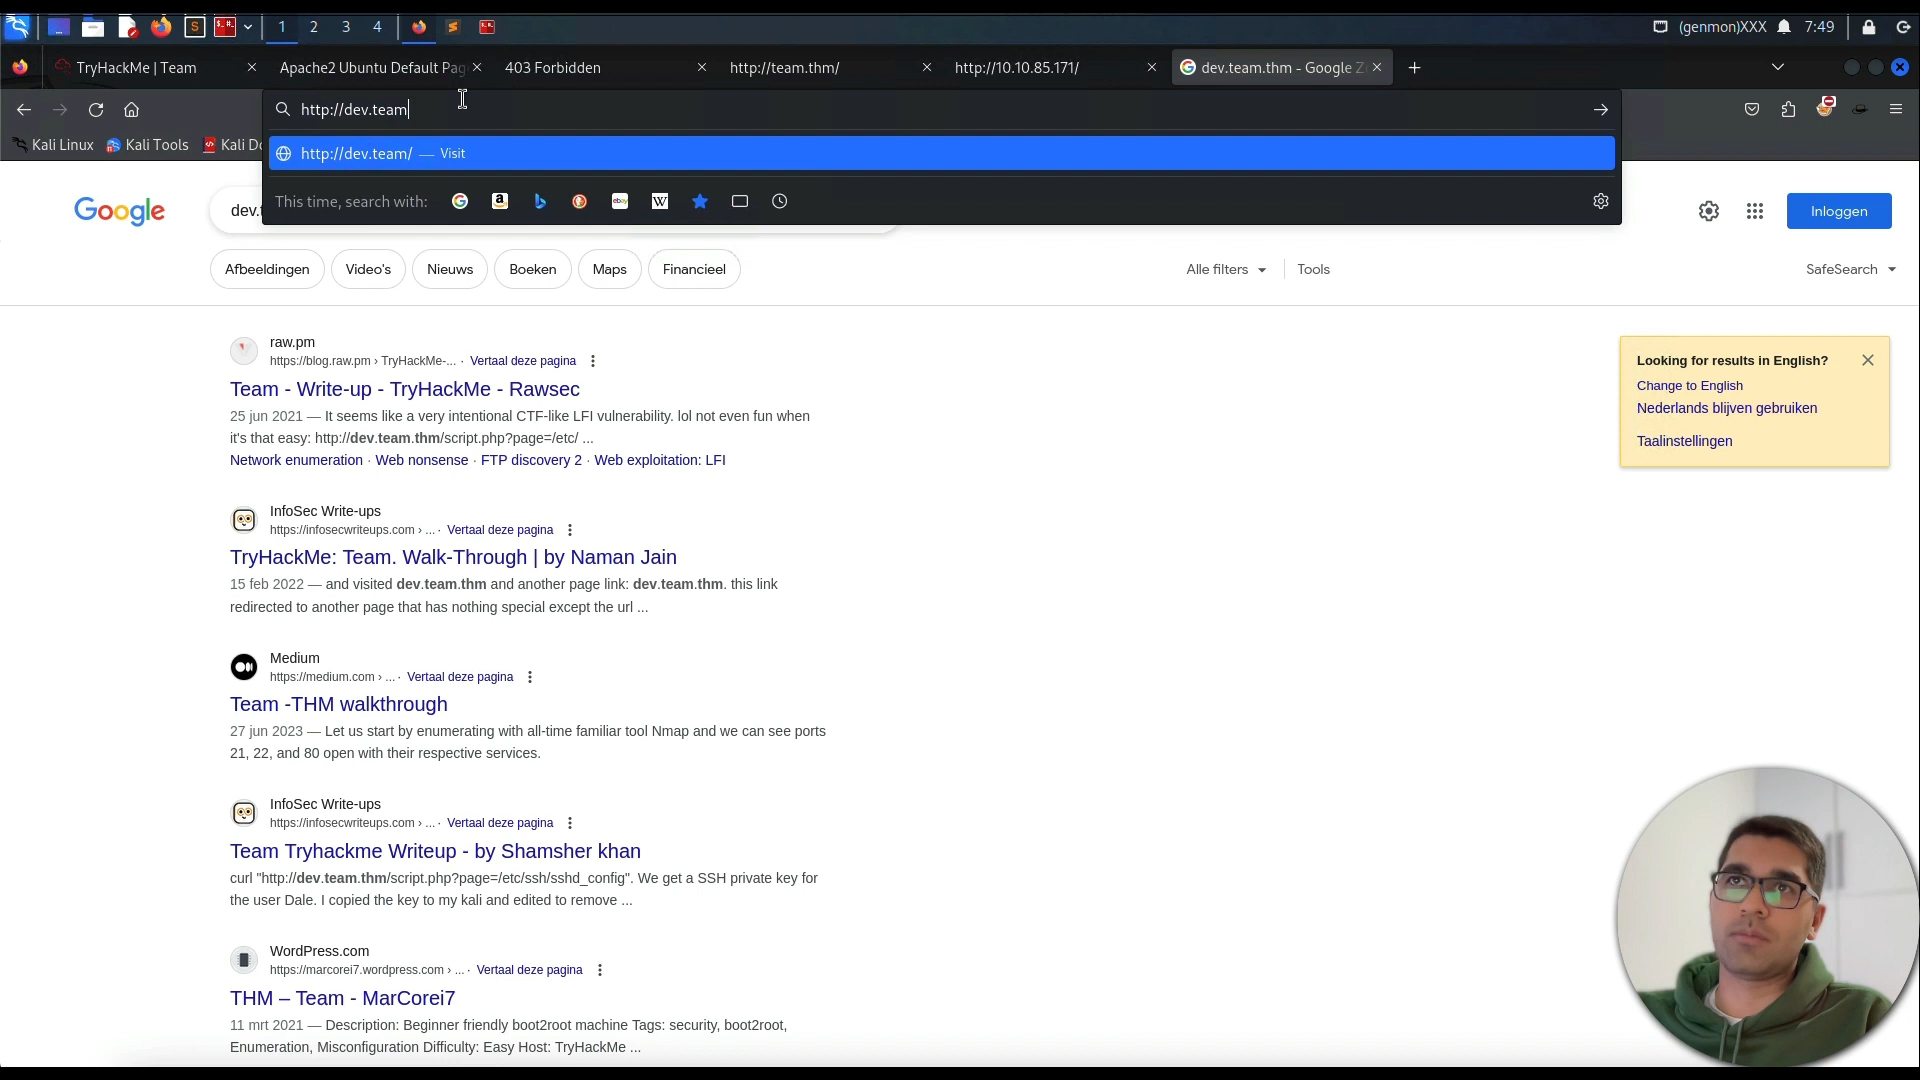 1 2 3 4 (genmon)XXX 7:49
TryHackMe | Team
Apache2 Ubuntu Default Pag
403 Forbidden
http://team.thm/
http://10.10.85.171/
dev.team.thm - Google Z
http://dev.team
Kali Linux Kali Tools Kali Do
http://dev.team/ — Visit
This time, search with:
Google
dev.t
Inloggen
Afbeeldingen Video's Nieuws Boeken Maps Financieel Alle filters Tools SafeSearch
raw.pm
https://blog.raw.pm › TryHackMe-... · Vertaal deze pagina
Team - Write-up - TryHackMe - Rawsec
25 jun 2021 — It seems like a very intentional CTF-like LFI vulnerability. lol not even fun when
it's that easy: http://dev.team.thm/script.php?page=/etc/ ...
Network enumeration · Web nonsense · FTP discovery 2 · Web exploitation: LFI
Looking for results in English?
Change to English
Nederlands blijven gebruiken
Taalinstellingen
InfoSec Write-ups
https://infosecwriteups.com › ... · Vertaal deze pagina
TryHackMe: Team. Walk-Through | by Naman Jain
15 feb 2022 — and visited dev.team.thm and another page link: dev.team.thm. this link
redirected to another page that has nothing special except the url ...
Medium
https://medium.com › ... · Vertaal deze pagina
Team -THM walkthrough
27 jun 2023 — Let us start by enumerating with all-time familiar tool Nmap and we can see ports
21, 22, and 80 open with their respective services.
InfoSec Write-ups
https://infosecwriteups.com › ... · Vertaal deze pagina
Team Tryhackme Writeup - by Shamsher khan
curl "http://dev.team.thm/script.php?page=/etc/ssh/sshd_config". We get a SSH private key for
the user Dale. I copied the key to my kali and edited to remove ...
WordPress.com
https://marcorei7.wordpress.com › ... · Vertaal deze pagina
THM – Team - MarCorei7
11 mrt 2021 — Description: Beginner friendly boot2root machine Tags: security, boot2root,
Enumeration, Misconfiguration Difficulty: Easy Host: TryHackMe ...